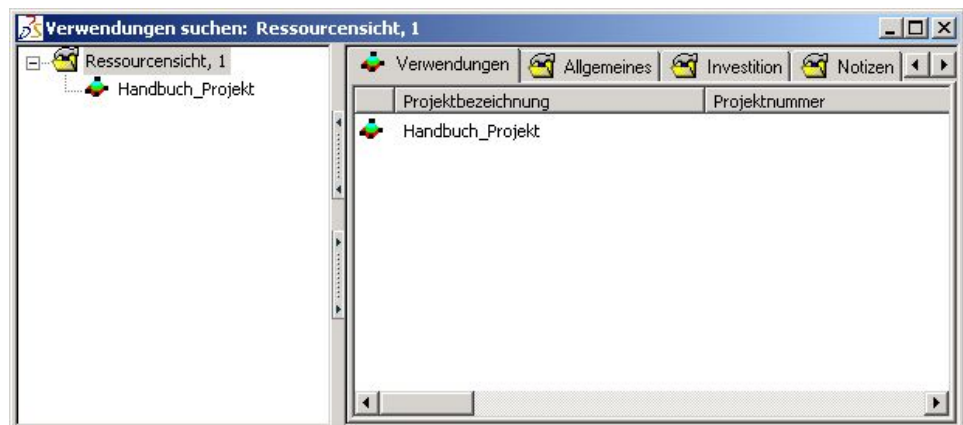 Verwendungen suchen: Ressourcensicht, 1
Ressourcensicht, 1
Handbuch_Projekt
Verwendungen Allgemeines Investition Notizen
Projektbezeichnung Projektnummer
Handbuch_Projekt